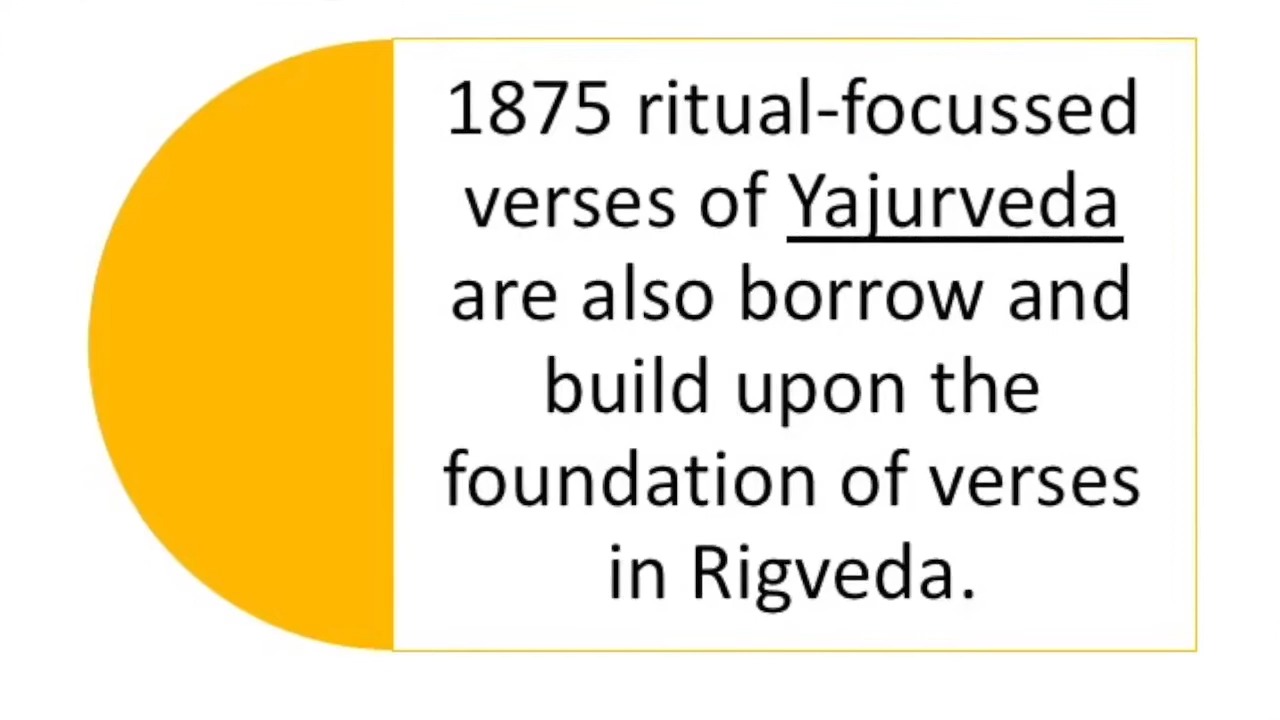 1875 ritual-focussed
verses of Yajurveda
are also borrow and
build upon the
foundation of verses
in Rigveda.